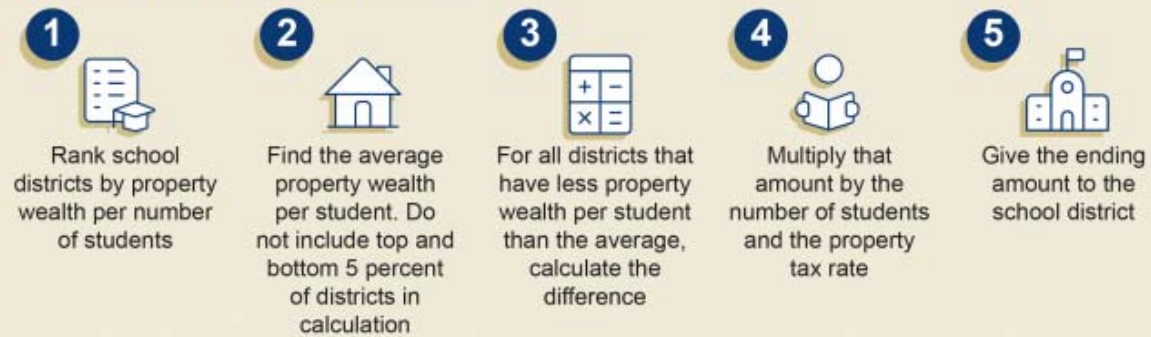 1
Rank school
districts by property
wealth per number
of students
2
Find the average
property wealth
per student. Do
not include top and
bottom 5 percent
of districts in
calculation
3
+ −
× =
For all districts that
have less property
wealth per student
than the average,
calculate the
difference
4
Multiply that
amount by the
number of students
and the property
tax rate
5
Give the ending
amount to the
school district